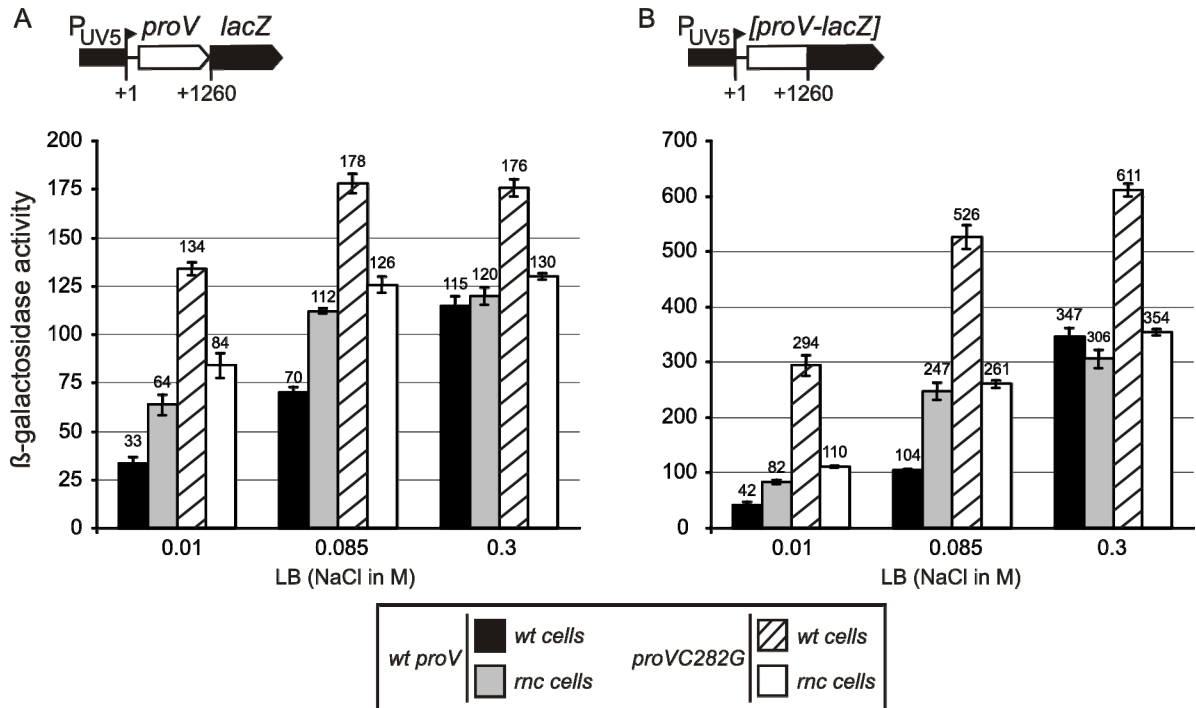 A
P UV5 proV lacZ
+1 +1260
B
P UV5 [proV-lacZ]
+1 +1260
ß-galactosidase activity
200
175
150
125
100
75
50
25
0
33 64 134 84
70 112 178 126
115 120 176 130
0.01 0.085 0.3
LB (NaCl in M)
700
600
500
400
300
200
100
0
42 82 294 110
104 247 526 261
347 306 611 354
0.01 0.085 0.3
LB (NaCl in M)
wt proV
wt cells
rnc cells
proVC282G
wt cells
rnc cells